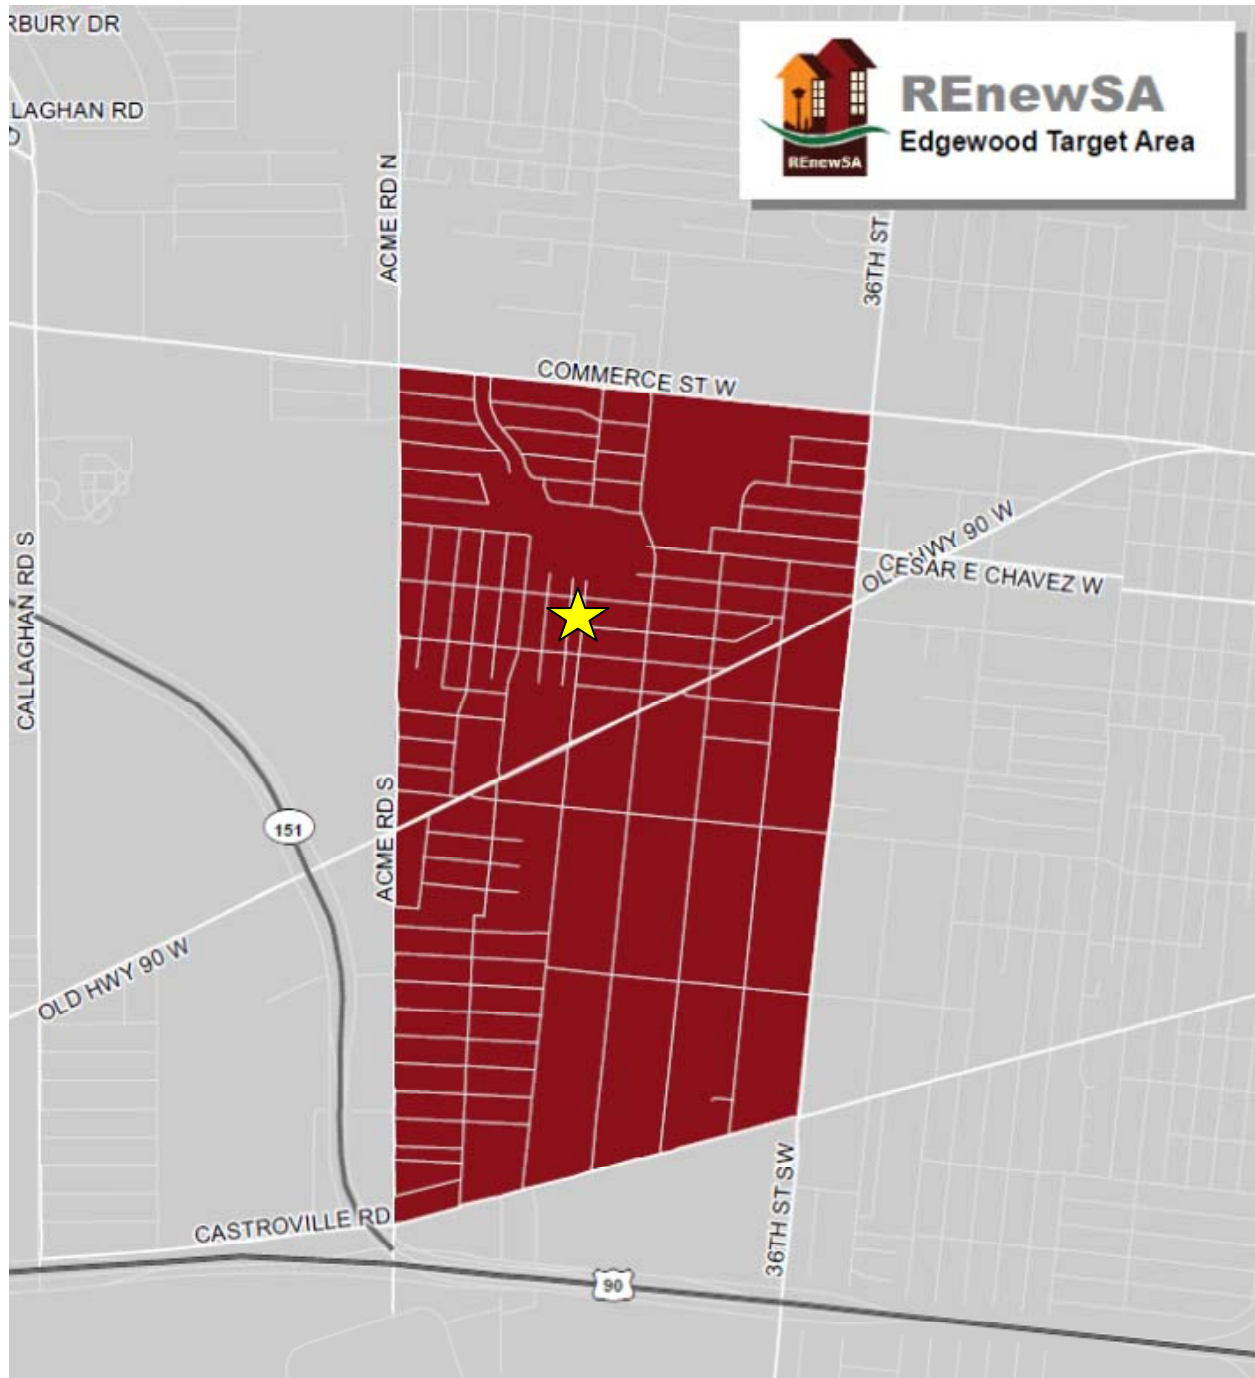 RBURY DR
LLAGHAN RD
REnewSA
Edgewood Target Area
REnewSA
ACME RD N
36TH ST
COMMERCE ST W
CALLAGHAN RD S
OLD HWY 90 W
CESAR E CHAVEZ W
151
ACME RD S
OLD HWY 90 W
CASTROVILLE RD
36TH ST SW
90